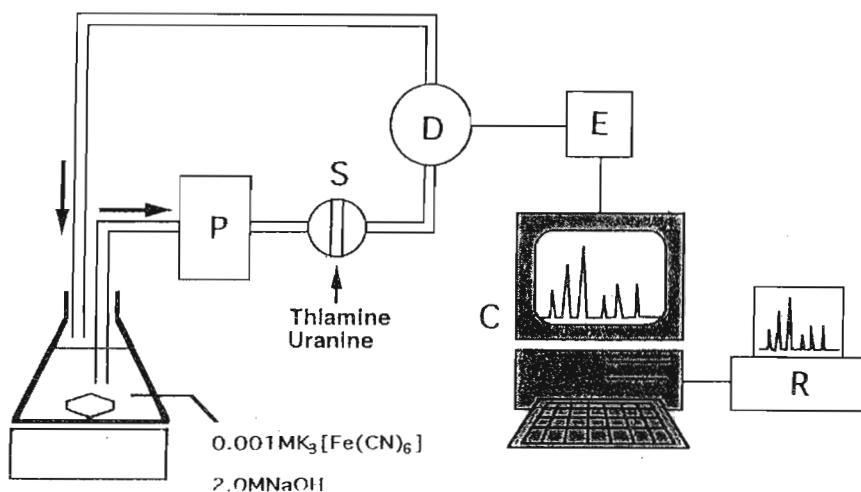 D
E
S
P
Thiamine
Uranine
C
R
0.001MK₃[Fe(CN)₆]
2.0MNaOH